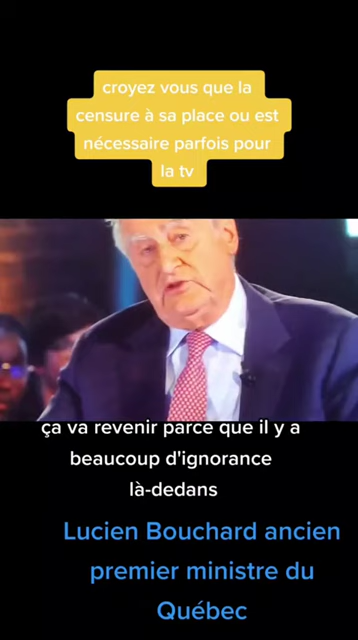 croyez vous que la
censure à sa place ou est
nécessaire parfois pour
la tv
ça va revenir parce que il y a
beaucoup d'ignorance
là-dedans
Lucien Bouchard ancien
premier ministre du
Québec